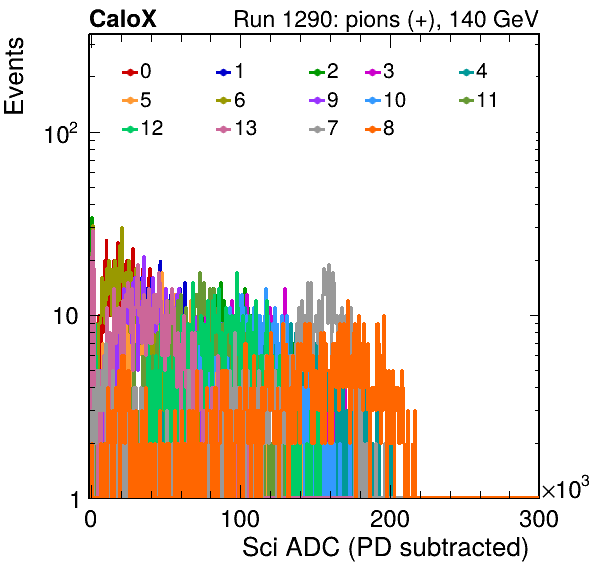 CaloX Run 1290: pions (+), 140 GeV
Events
0 1 2 3 4
5 6 9 10 11
12 13 7 8
10²
10
1
0 100 200 300
×10³
Sci ADC (PD subtracted)